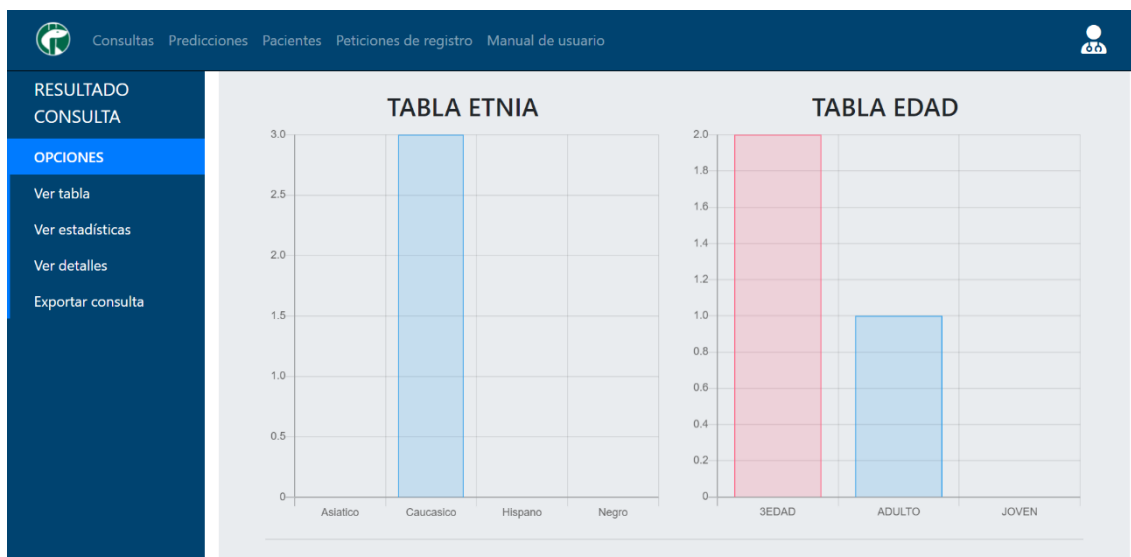 Consultas Predicciones Pacientes Peticiones de registro Manual de usuario
RESULTADO
CONSULTA
OPCIONES
Ver tabla
Ver estadísticas
Ver detalles
Exportar consulta
TABLA ETNIA
3.0
2.5
2.0
1.5
1.0
0.5
0
Asiatico Caucasico Hispano Negro
TABLA EDAD
2.0
1.8
1.6
1.4
1.2
1.0
0.8
0.6
0.4
0.2
0
3EDAD ADULTO JOVEN